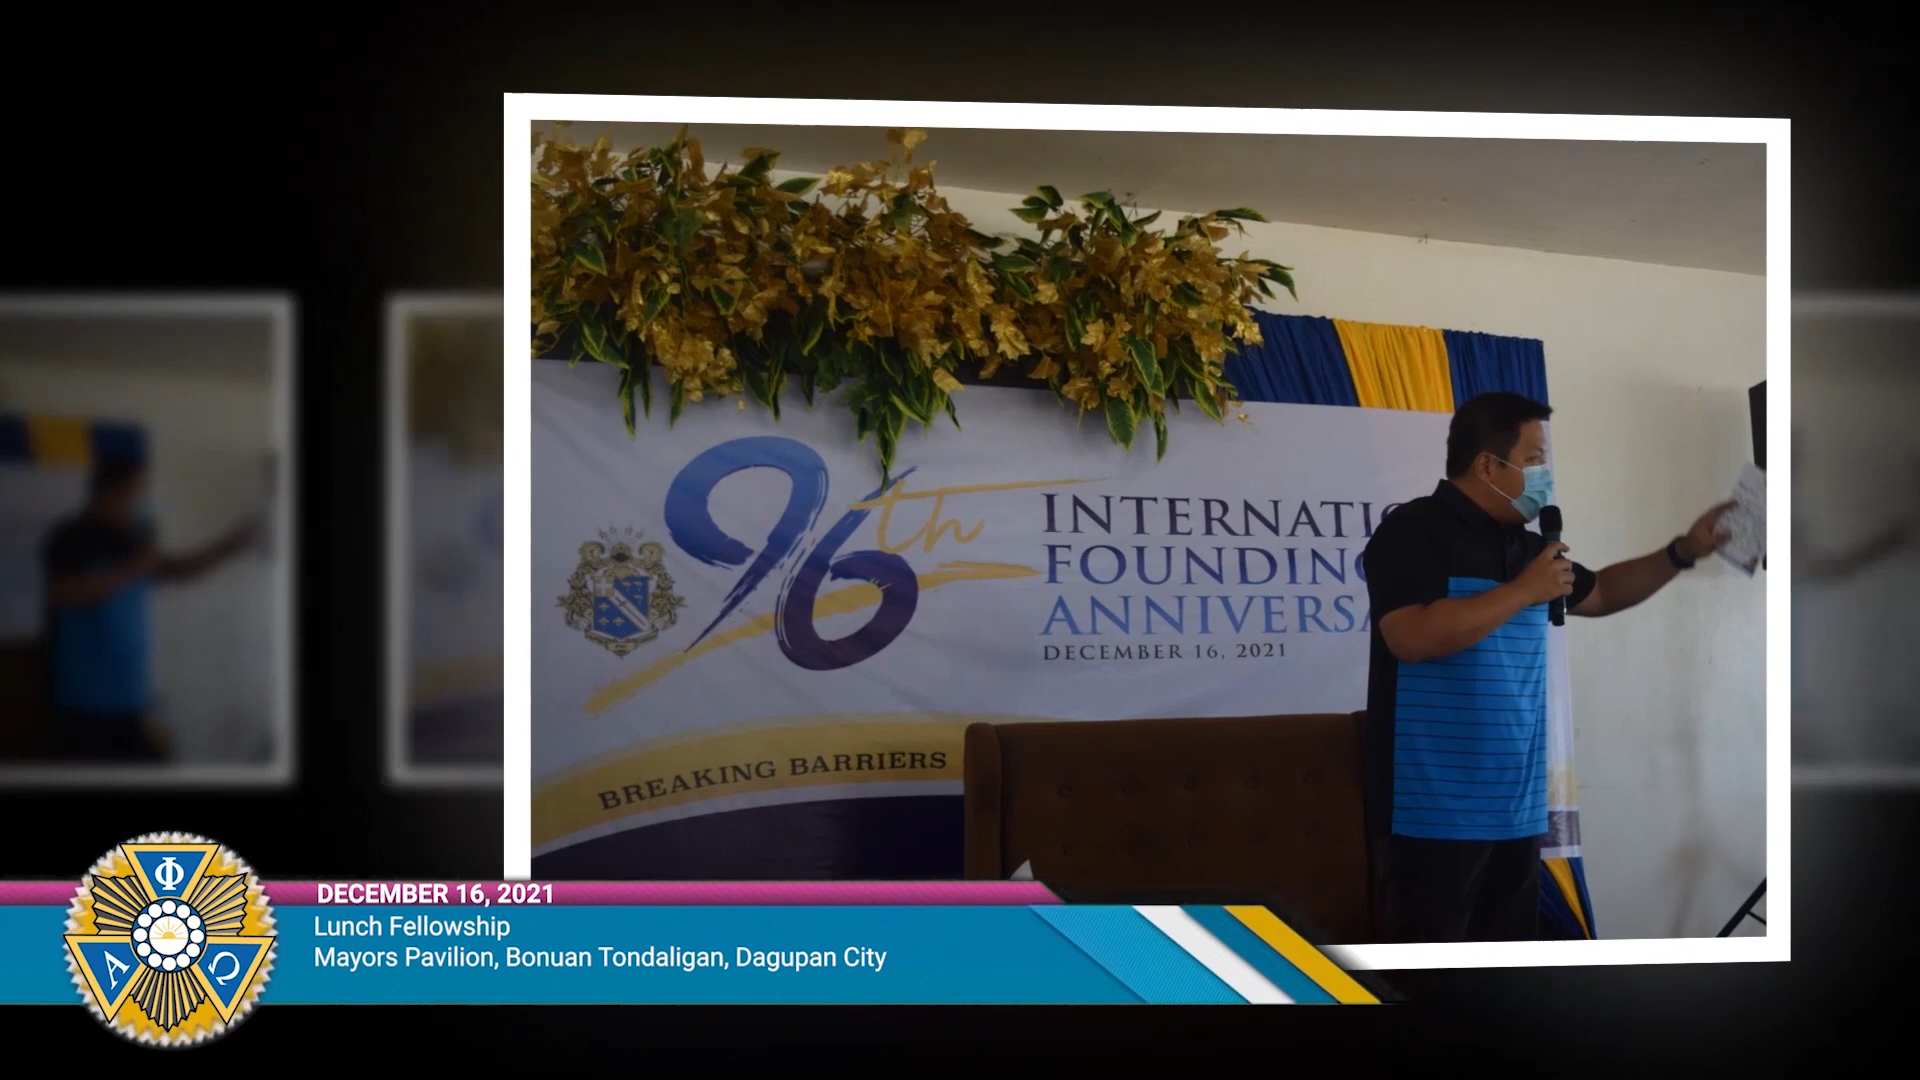 96th
INTERNATIO
FOUNDING
ANNIVERSA
DECEMBER 16, 2021
BREAKING BARRIERS
DECEMBER 16, 2021
Lunch Fellowship
Mayors Pavilion, Bonuan Tondaligan, Dagupan City
Φ
Α Ω